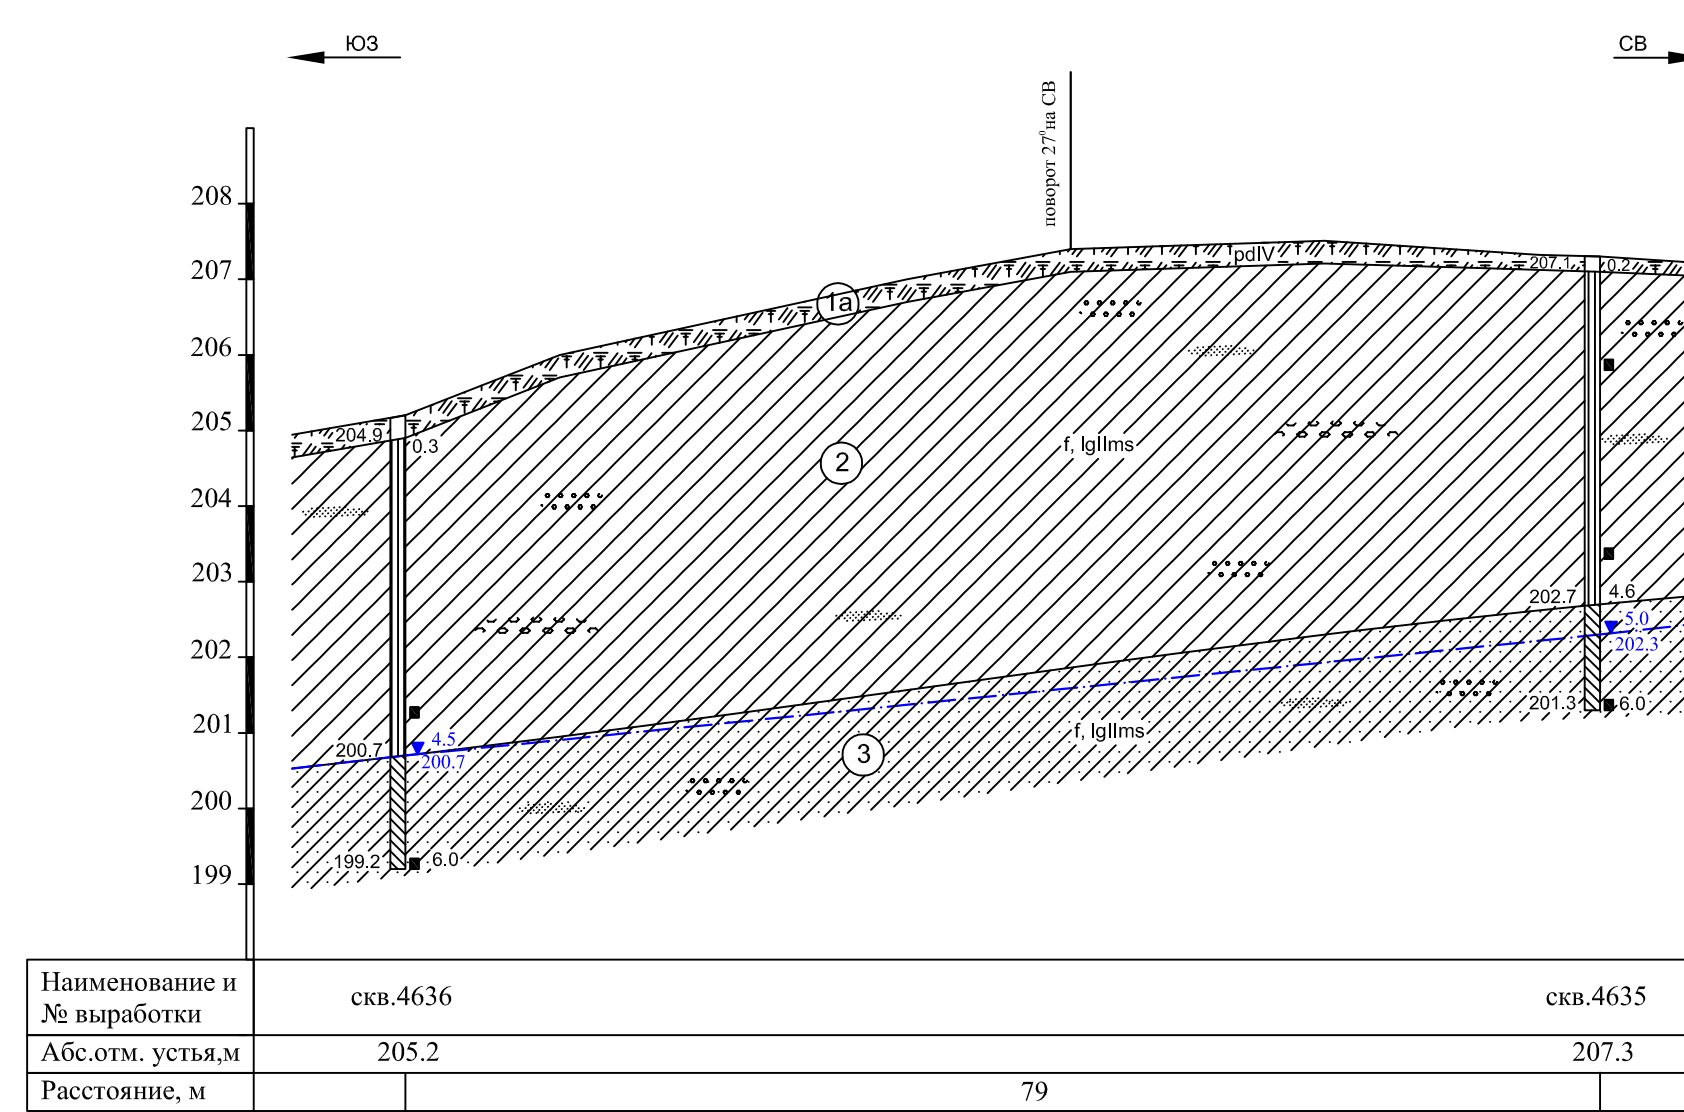 ЮЗ
СВ
поворот 27⁰на СВ
208
207
206
205
204
203
202
201
200
199
pdIV
207.1
0.2
1а
204.9
0.3
2
f, lgIIms
202.7
4.6
5.0
202.3
201.3
6.0
200.7
4.5
200.7
3
f, lgIIms
199.2
6.0
Наименование и
№ выработки
скв.4636
скв.4635
Абс.отм. устья,м
205.2
207.3
Расстояние, м
79